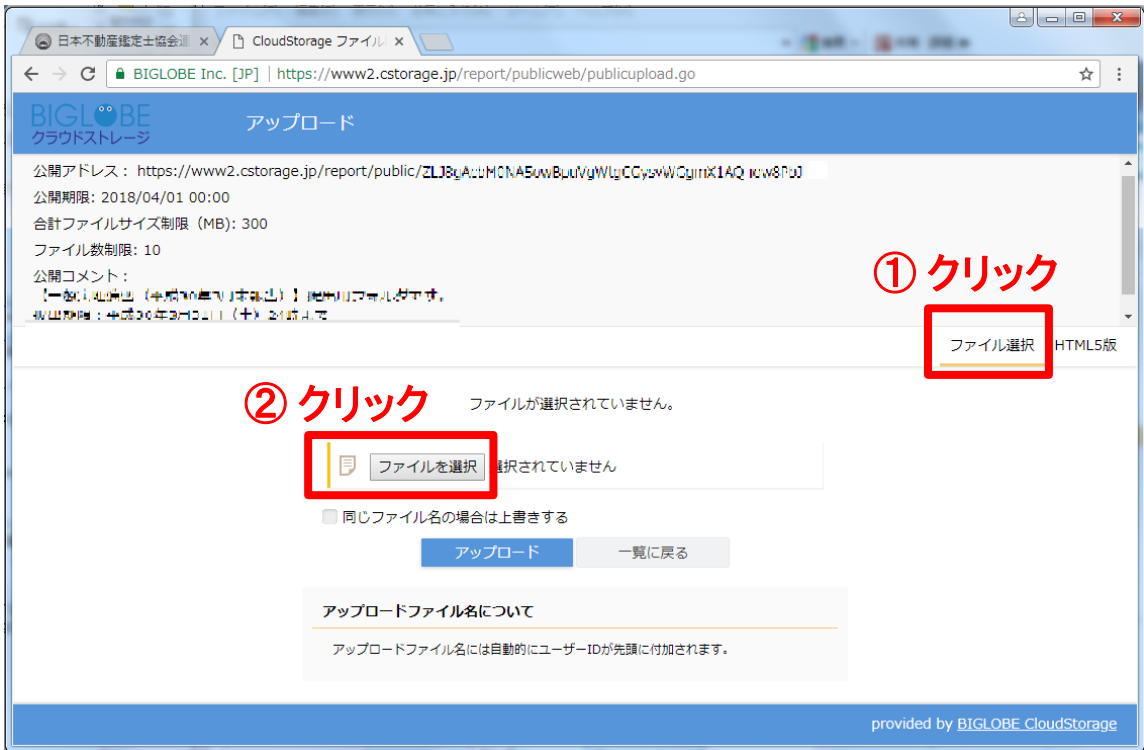 日本不動産鑑定士協会連
CloudStorage ファイル
BIGLOBE Inc. [JP] | https://www2.cstorage.jp/report/publicweb/publicupload.go
BIGLOBE
クラウドストレージ
アップロード
公開アドレス： https://www2.cstorage.jp/report/public/
公開期限: 2018/04/01 00:00
合計ファイルサイズ制限（MB): 300
ファイル数制限: 10
公開コメント：
① クリック
ファイル選択 HTML5版
② クリック
ファイルが選択されていません。
ファイルを選択 選択されていません
同じファイル名の場合は上書きする
アップロード 一覧に戻る
アップロードファイル名について
アップロードファイル名には自動的にユーザーIDが先頭に付加されます。
provided by BIGLOBE CloudStorage